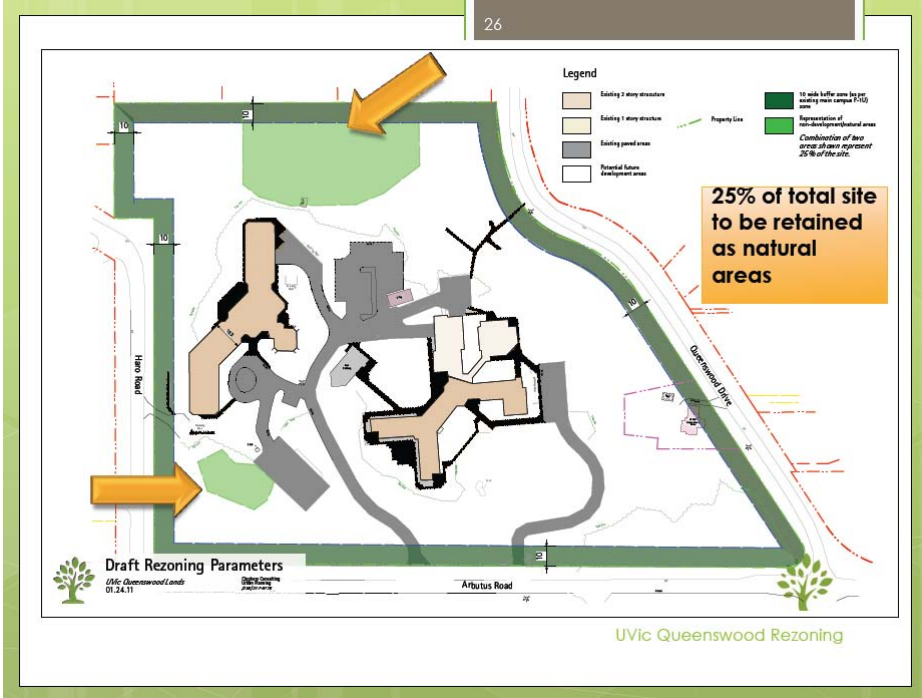 26
Legend
Existing 2 story structure
Existing 1 story structure
Existing paved areas
Potential future
development areas
Property Line
10 wide buffer zone (as per
existing main campus P-1U)
zone
Representation of
non-development/natural areas
Combination of two
areas shown represent
25% of the site.
25% of total site
to be retained
as natural
areas
10
10
10
10
10
Haro Road
Queenswood Drive
Arbutus Road
Draft Rezoning Parameters
UVic Queenswood Lands
01.24.11
UVic Queenswood Rezoning